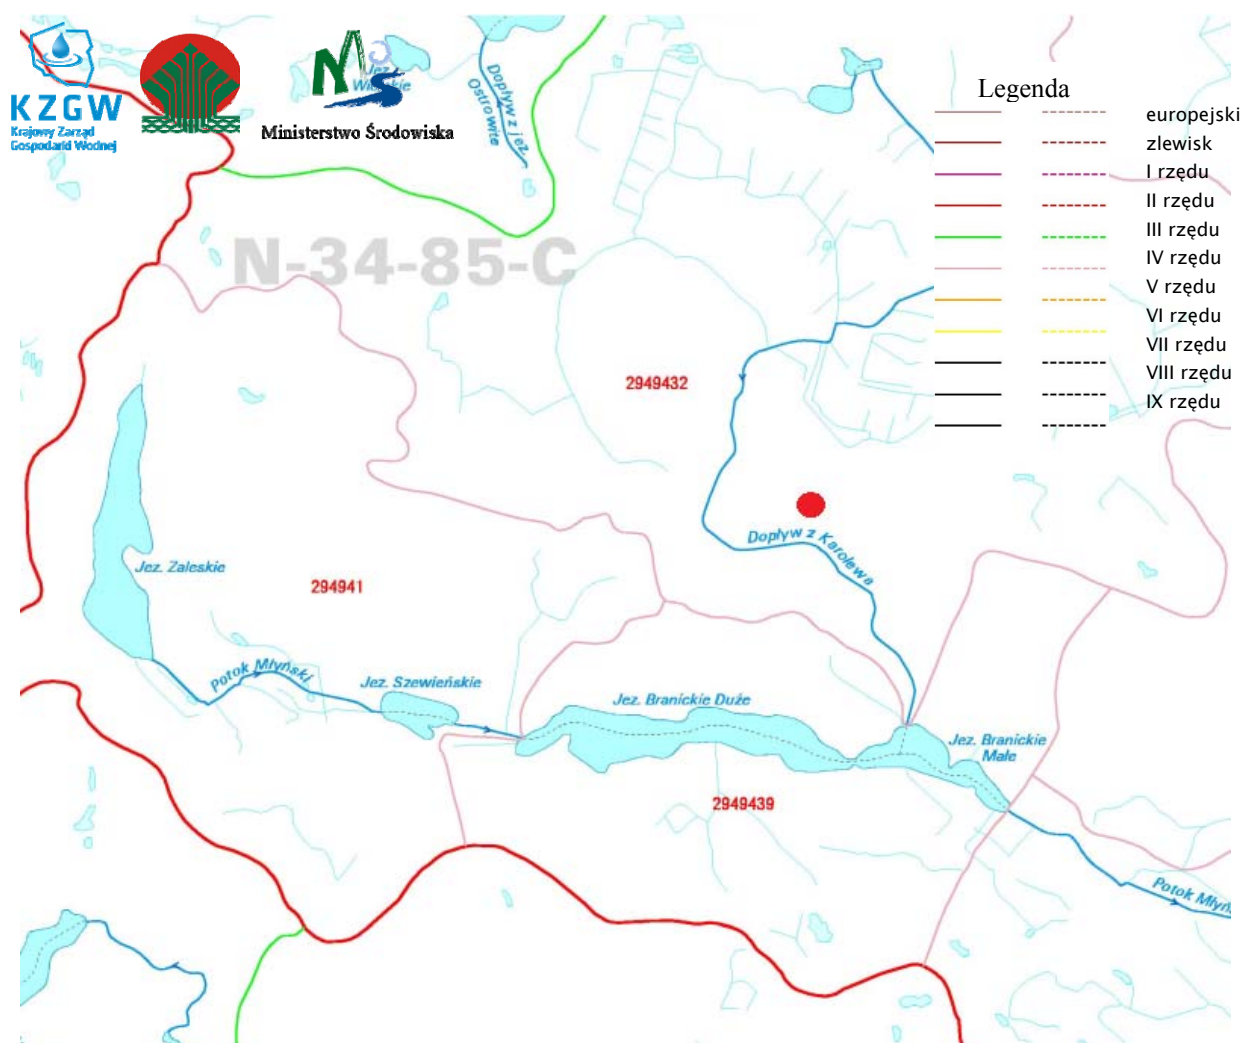 KZGW
Krajowy Zarząd
Gospodarki Wodnej
Ministerstwo Środowiska
Jez.
Dopływ z jez.
Ostrowite
Legenda
europejski
zlewisk
I rzędu
II rzędu
III rzędu
IV rzędu
V rzędu
VI rzędu
VII rzędu
VIII rzędu
IX rzędu
N-34-85-C
2949432
Dopływ z Karolewa
Jez. Zaleskie
294941
Potok Młyński
Jez. Szewieńskie
Jez. Branickie Duże
Jez. Branickie
Małe
2949439
Potok Młyń